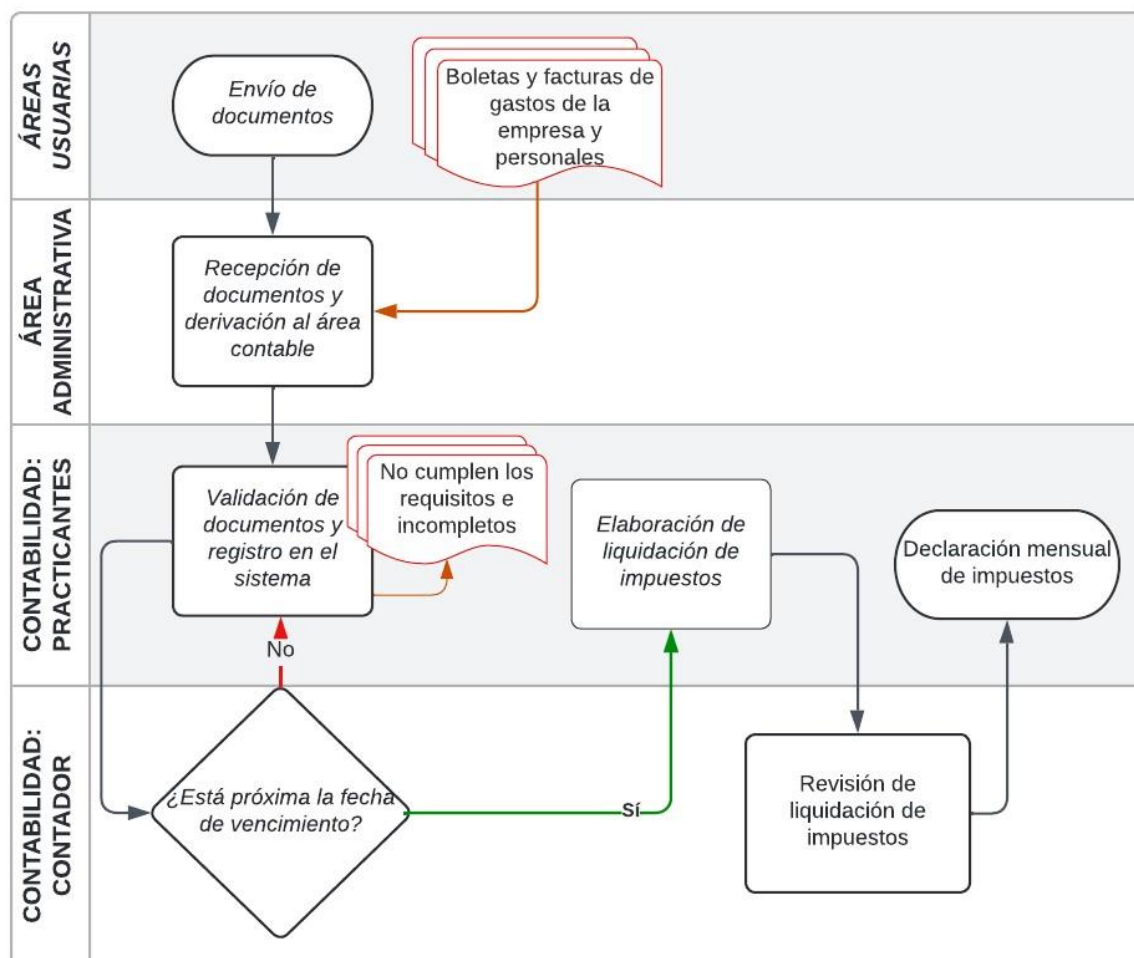 ÁREAS
USUARIAS
Envío de
documentos
Boletas y facturas de
gastos de la
empresa y
personales
ÁREA
ADMINISTRATIVA
Recepción de
documentos y
derivación al área
contable
CONTABILIDAD:
PRACTICANTES
Validación de
documentos y
registro en el
sistema
No cumplen los
requisitos e
incompletos
Elaboración de
liquidación de
impuestos
Declaración mensual
de impuestos
No
CONTABILIDAD:
CONTADOR
¿Está próxima la fecha
de vencimiento?
Sí
Revisión de
liquidación de
impuestos